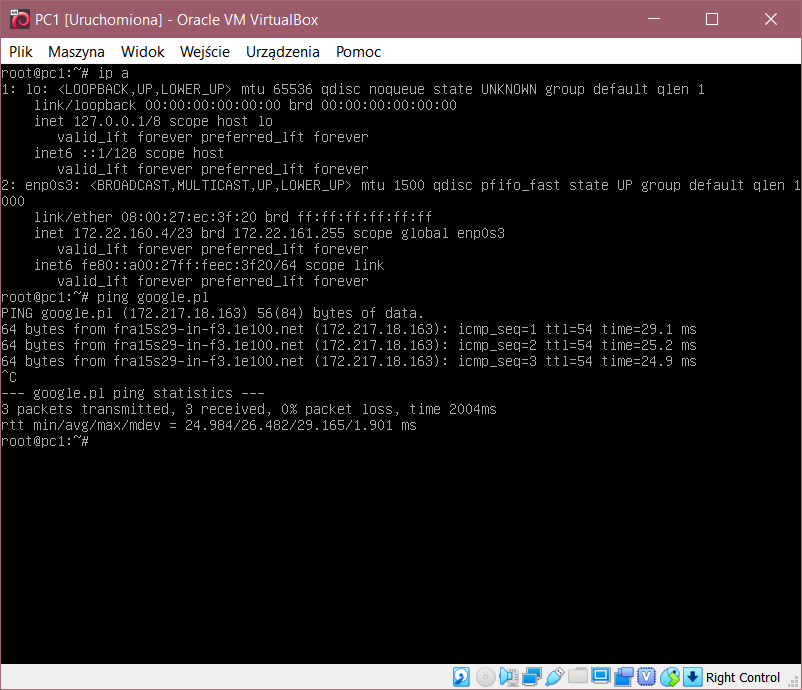 PC1 [Uruchomiona] - Oracle VM VirtualBox
Plik Maszyna Widok Wejście Urządzenia Pomoc
root@pc1:~# ip a
1: lo: <LOOPBACK,UP,LOWER_UP> mtu 65536 qdisc noqueue state UNKNOWN group default qlen 1
    link/loopback 00:00:00:00:00:00 brd 00:00:00:00:00:00
    inet 127.0.0.1/8 scope host lo
       valid_lft forever preferred_lft forever
    inet6 ::1/128 scope host
       valid_lft forever preferred_lft forever
2: enp0s3: <BROADCAST,MULTICAST,UP,LOWER_UP> mtu 1500 qdisc pfifo_fast state UP group default qlen 1
000
    link/ether 08:00:27:ec:3f:20 brd ff:ff:ff:ff:ff:ff
    inet 172.22.160.4/23 brd 172.22.161.255 scope global enp0s3
       valid_lft forever preferred_lft forever
    inet6 fe80::a00:27ff:feec:3f20/64 scope link
       valid_lft forever preferred_lft forever
root@pc1:~# ping google.pl
PING google.pl (172.217.18.163) 56(84) bytes of data.
64 bytes from fra15s29-in-f3.1e100.net (172.217.18.163): icmp_seq=1 ttl=54 time=29.1 ms
64 bytes from fra15s29-in-f3.1e100.net (172.217.18.163): icmp_seq=2 ttl=54 time=25.2 ms
64 bytes from fra15s29-in-f3.1e100.net (172.217.18.163): icmp_seq=3 ttl=54 time=24.9 ms
^C
--- google.pl ping statistics ---
3 packets transmitted, 3 received, 0% packet loss, time 2004ms
rtt min/avg/max/mdev = 24.984/26.482/29.165/1.901 ms
root@pc1:~#
Right Control